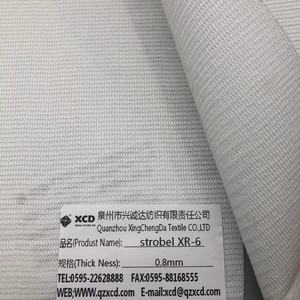 XCD 泉州市兴诚达纺织有限责任公司
Quanzhou XingChengDa Textile CO.,LTD
品名(Product Name): strobel XR-6
规格(Thick Ness): 0.8mm
TEL:0595-22628888 FAX:0595-88168555
WEB:WWW.qzxcd.com E-mail:xcd@qzxcd.com